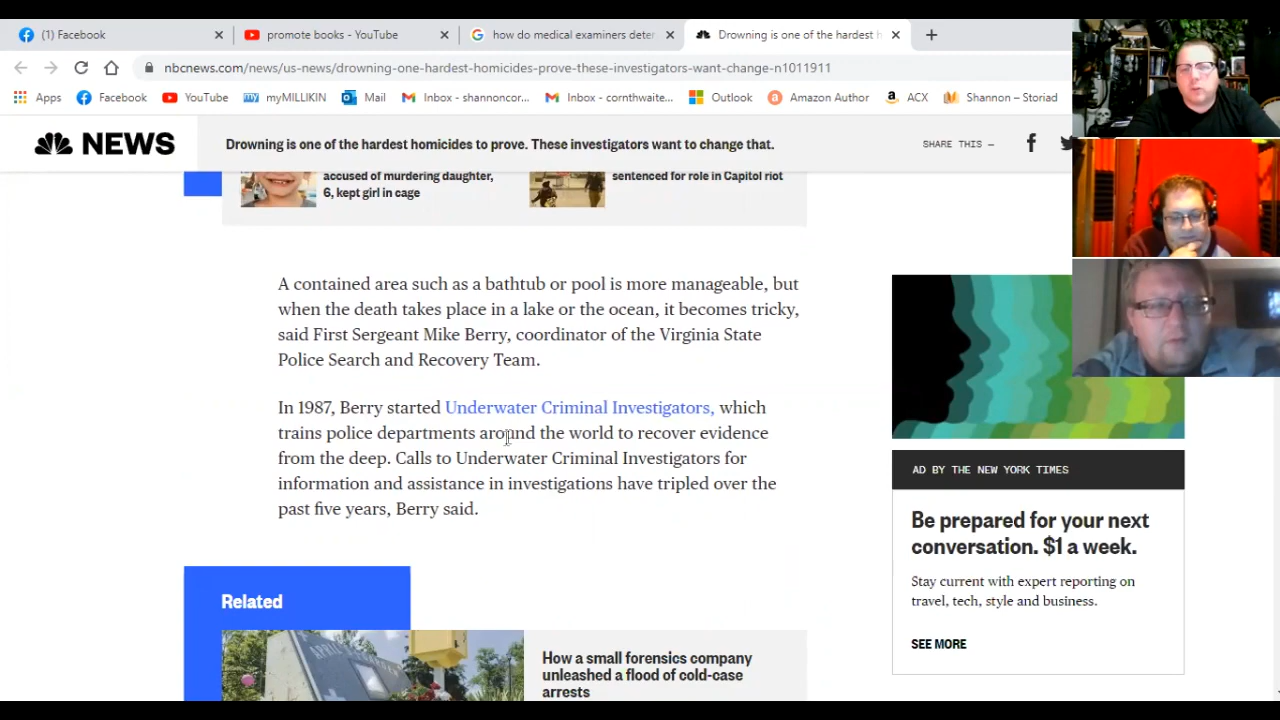 (1) Facebook
promote books - YouTube
how do medical examiners deter
Drowning is one of the hardest h
nbcnews.com/news/us-news/drowning-one-hardest-homicides-prove-these-investigators-want-change-n1011911
Apps Facebook YouTube myMILLIKIN Mail Inbox - shannoncor... Inbox - cornthwaite... Outlook Amazon Author ACX Shannon – Storiad
NEWS
Drowning is one of the hardest homicides to prove. These investigators want to change that.
SHARE THIS —
accused of murdering daughter,
6, kept girl in cage
sentenced for role in Capitol riot
A contained area such as a bathtub or pool is more manageable, but
when the death takes place in a lake or the ocean, it becomes tricky,
said First Sergeant Mike Berry, coordinator of the Virginia State
Police Search and Recovery Team.
In 1987, Berry started Underwater Criminal Investigators, which
trains police departments around the world to recover evidence
from the deep. Calls to Underwater Criminal Investigators for
information and assistance in investigations have tripled over the
past five years, Berry said.
Related
APRIL
How a small forensics company
unleashed a flood of cold-case
arrests
AD BY THE NEW YORK TIMES
Be prepared for your next
conversation. $1 a week.
Stay current with expert reporting on
travel, tech, style and business.
SEE MORE